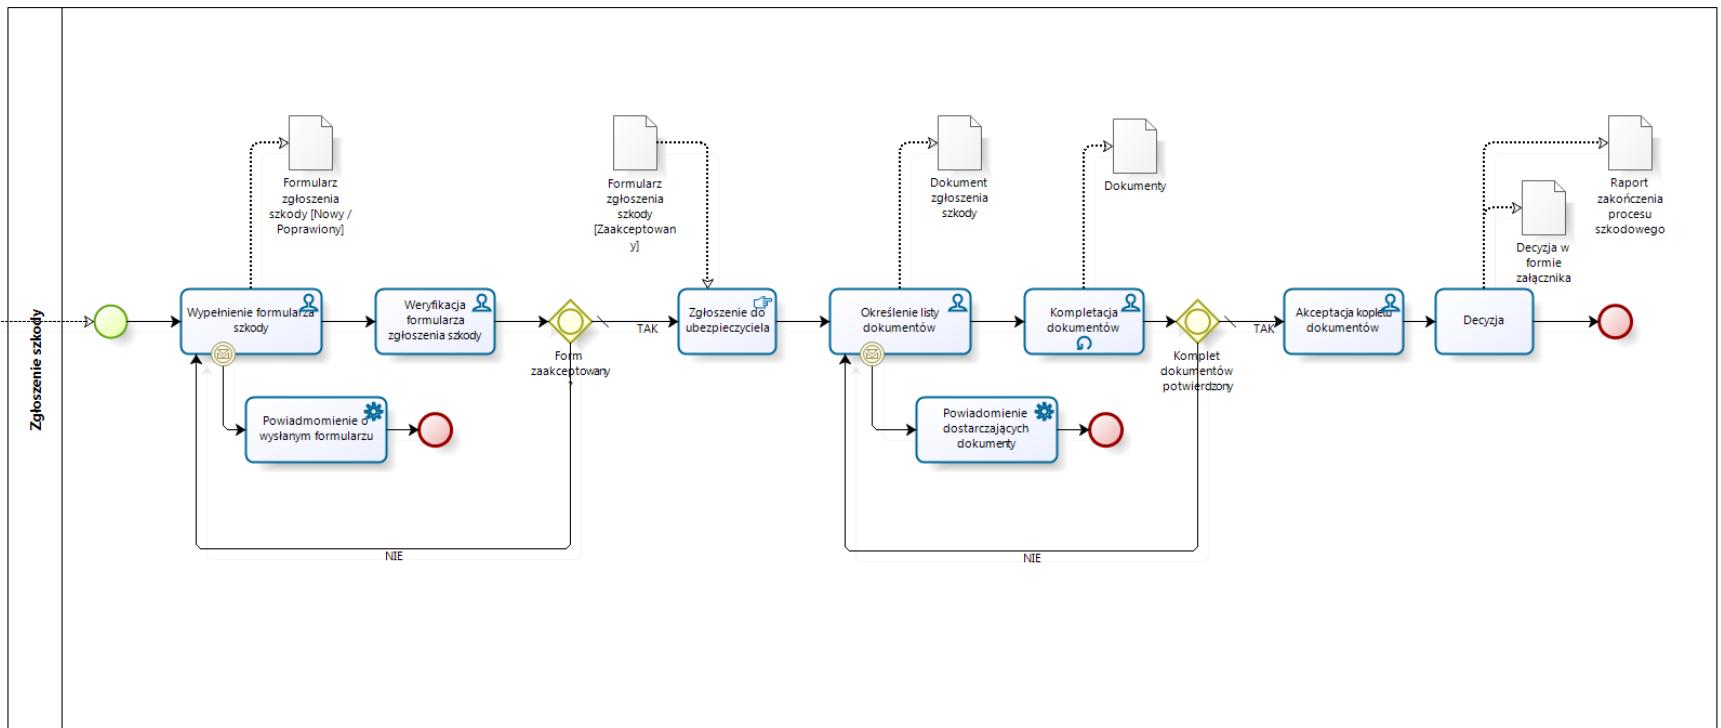 Zgłoszenie szkody
Formularz
zgłoszenia
szkody [Nowy /
Poprawiony]
Formularz
zgłoszenia
szkody
[Zaakceptowan
y]
Dokument
zgłoszenia
szkody
Dokumenty
Raport
zakończenia
procesu
szkodowego
Decyzja w
formie
załącznika
Wypełnienie formularza
szkody
Weryfikacja
formularza
zgłoszenia szkody
Form
zaakceptowany
?
TAK
Zgłoszenie do
ubezpieczyciela
Określenie listy
dokumentów
Kompletacja
dokumentów
Komplet
dokumentów
potwierdzony
TAK
Akceptacja kopletu
dokumentów
Decyzja
Powiadmomienie o
wysłanym formularzu
Powiadomienie
dostarczających
dokumenty
NIE
NIE